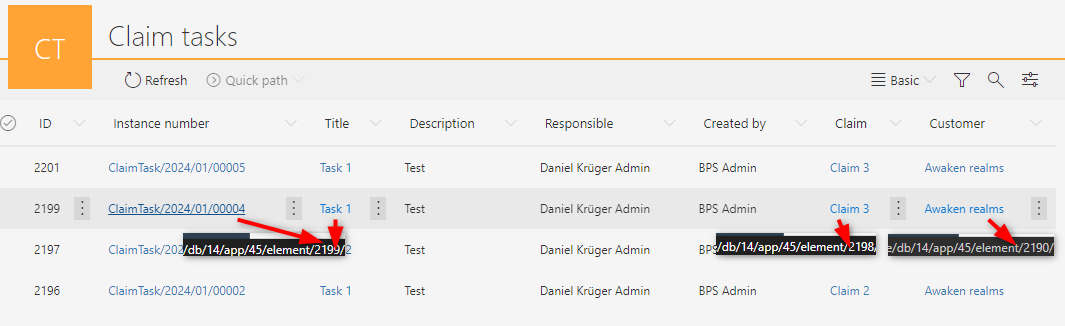 CT
Claim tasks
Refresh Quick path Basic
ID Instance number Title Description Responsible Created by Claim Customer
2201 ClaimTask/2024/01/00005 Task 1 Test Daniel Krüger Admin BPS Admin Claim 3 Awaken realms
2199 ClaimTask/2024/01/00004 Task 1 Test Daniel Krüger Admin BPS Admin Claim 3 Awaken realms
/db/14/app/45/element/2199/ /db/14/app/45/element/2198/ e/db/14/app/45/element/2190/
2197 ClaimTask/202 2 Test Daniel Krüger Admin BPS
2196 ClaimTask/2024/01/00002 Task 1 Test Daniel Krüger Admin BPS Admin Claim 2 Awaken realms